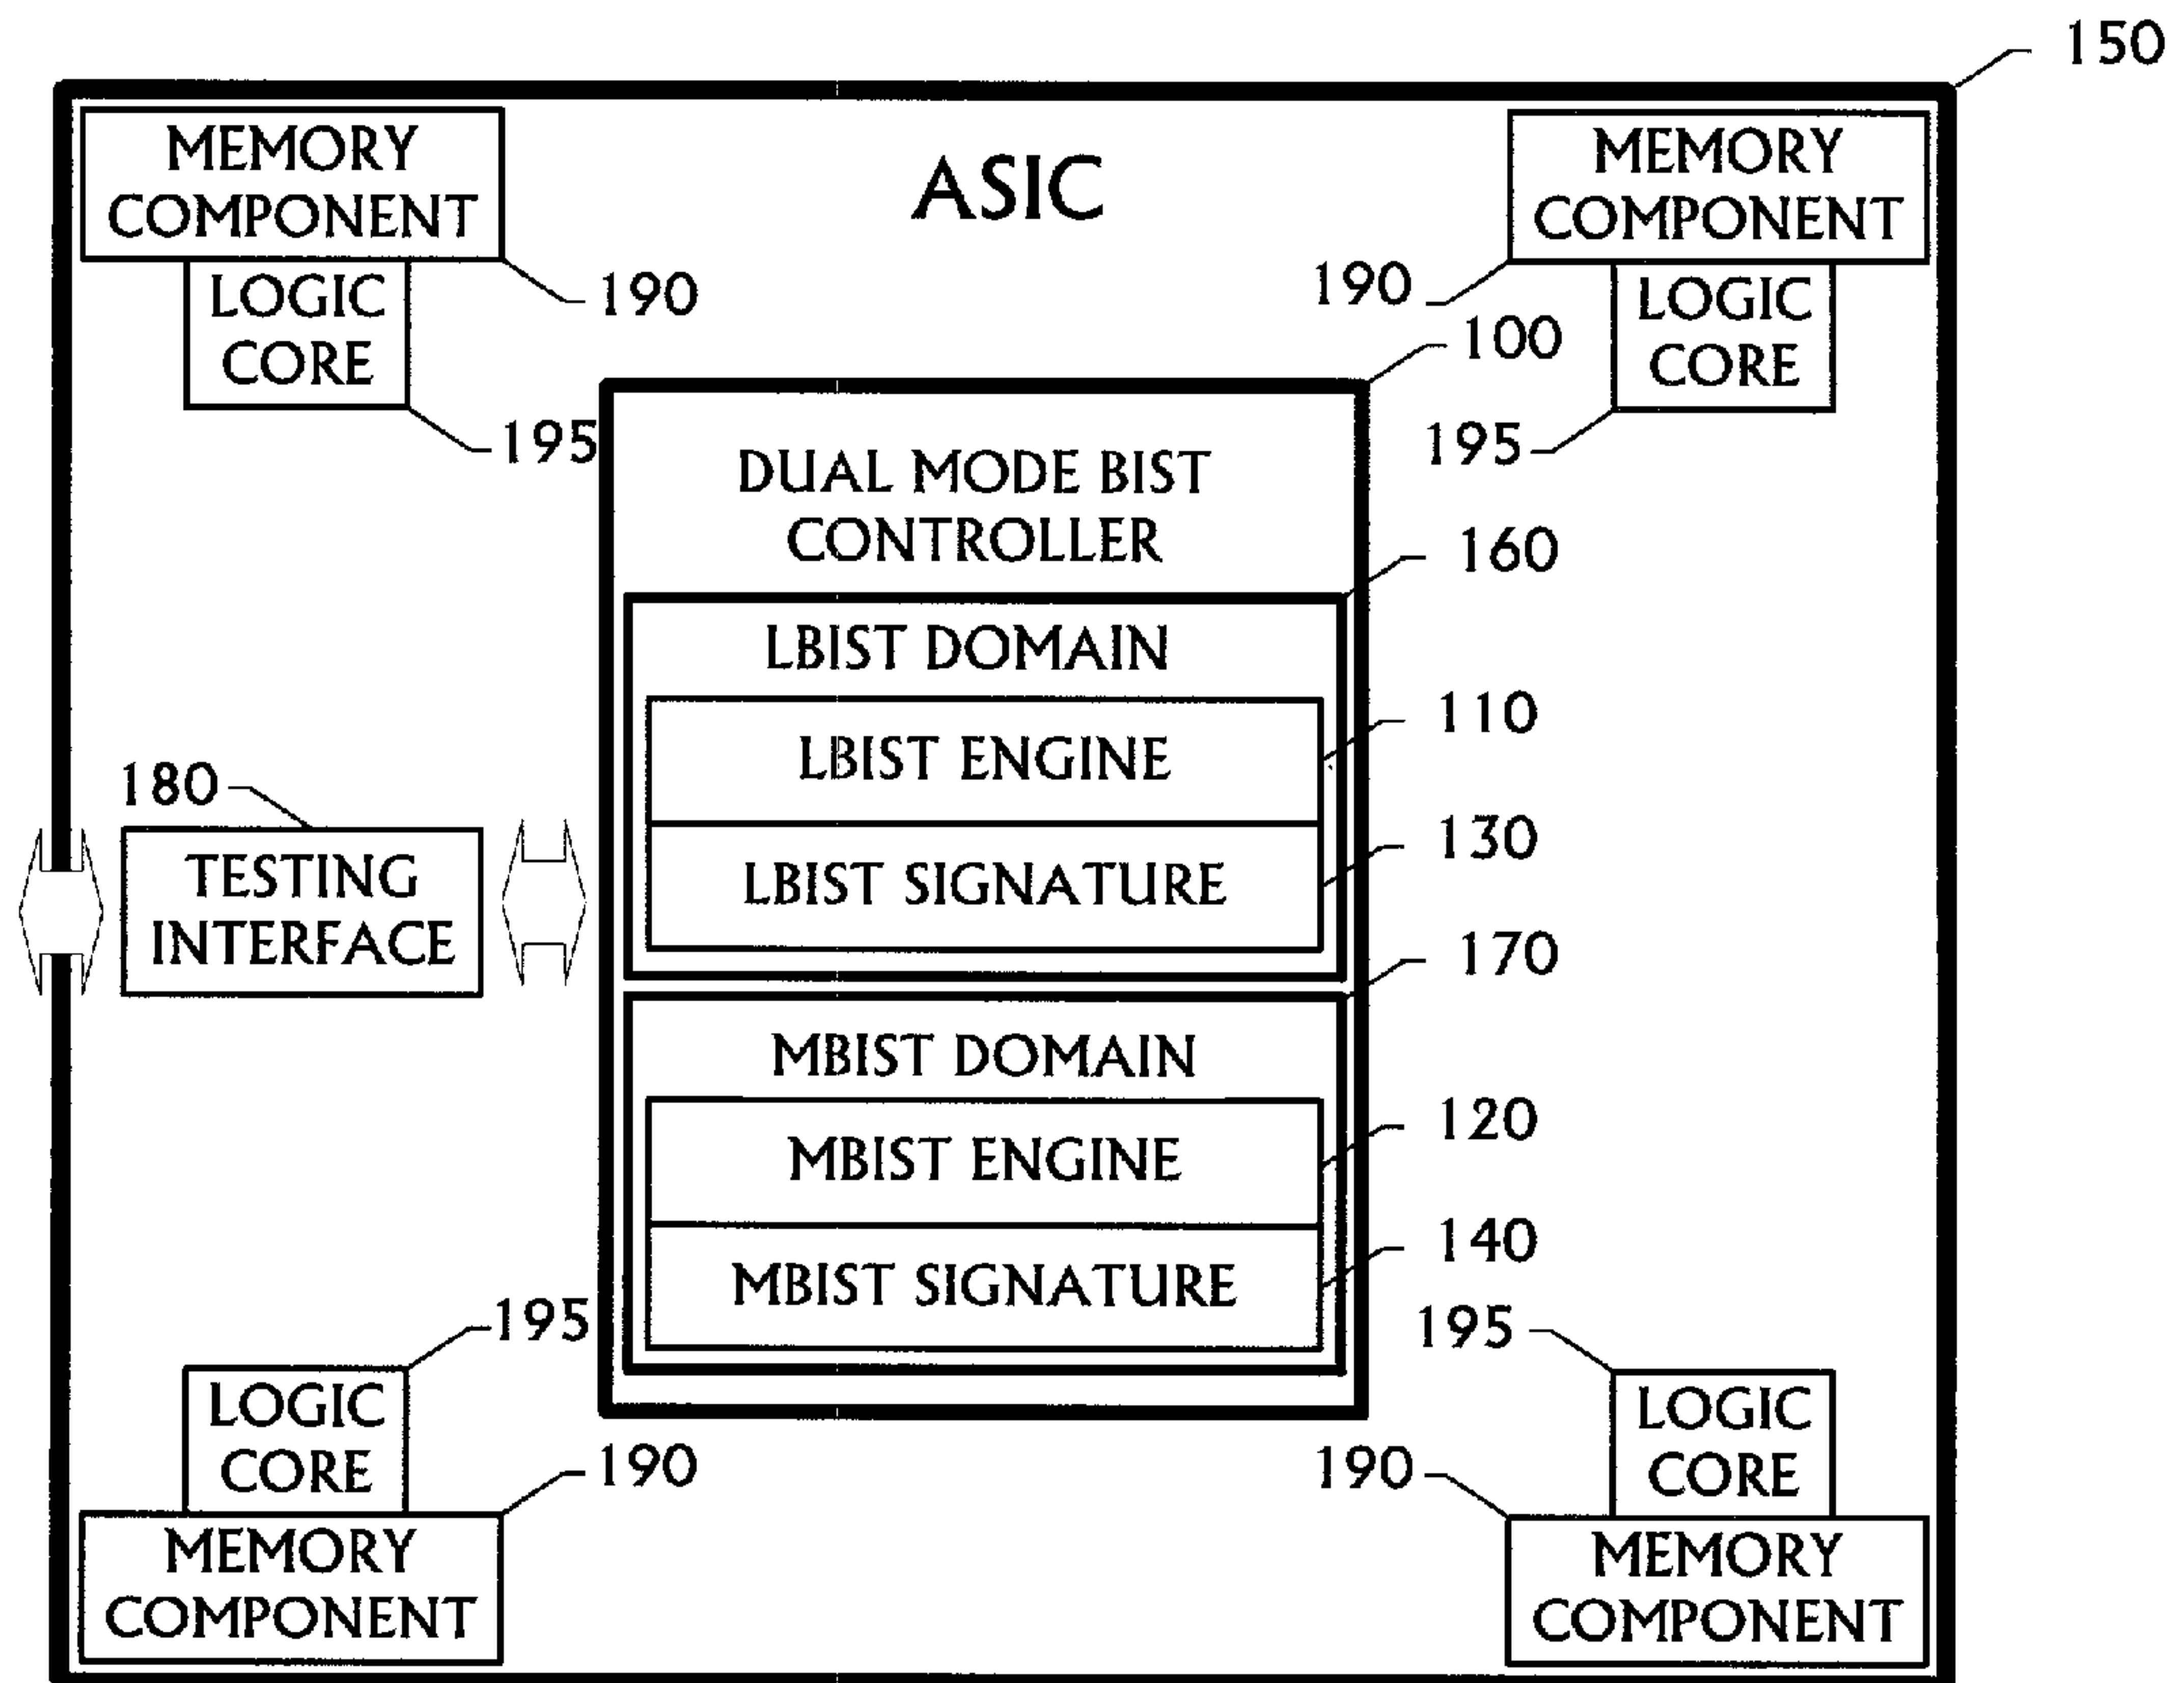 150
MEMORY
COMPONENT
ASIC
MEMORY
COMPONENT
190
LOGIC
CORE
190
LOGIC
CORE
100
195
195
DUAL MODE BIST
CONTROLLER
160
LBIST DOMAIN
110
LBIST ENGINE
180
130
TESTING
INTERFACE
LBIST SIGNATURE
170
MBIST DOMAIN
120
MBIST ENGINE
140
MBIST SIGNATURE
195
195
LOGIC
CORE
LOGIC
CORE
190
190
MEMORY
COMPONENT
MEMORY
COMPONENT